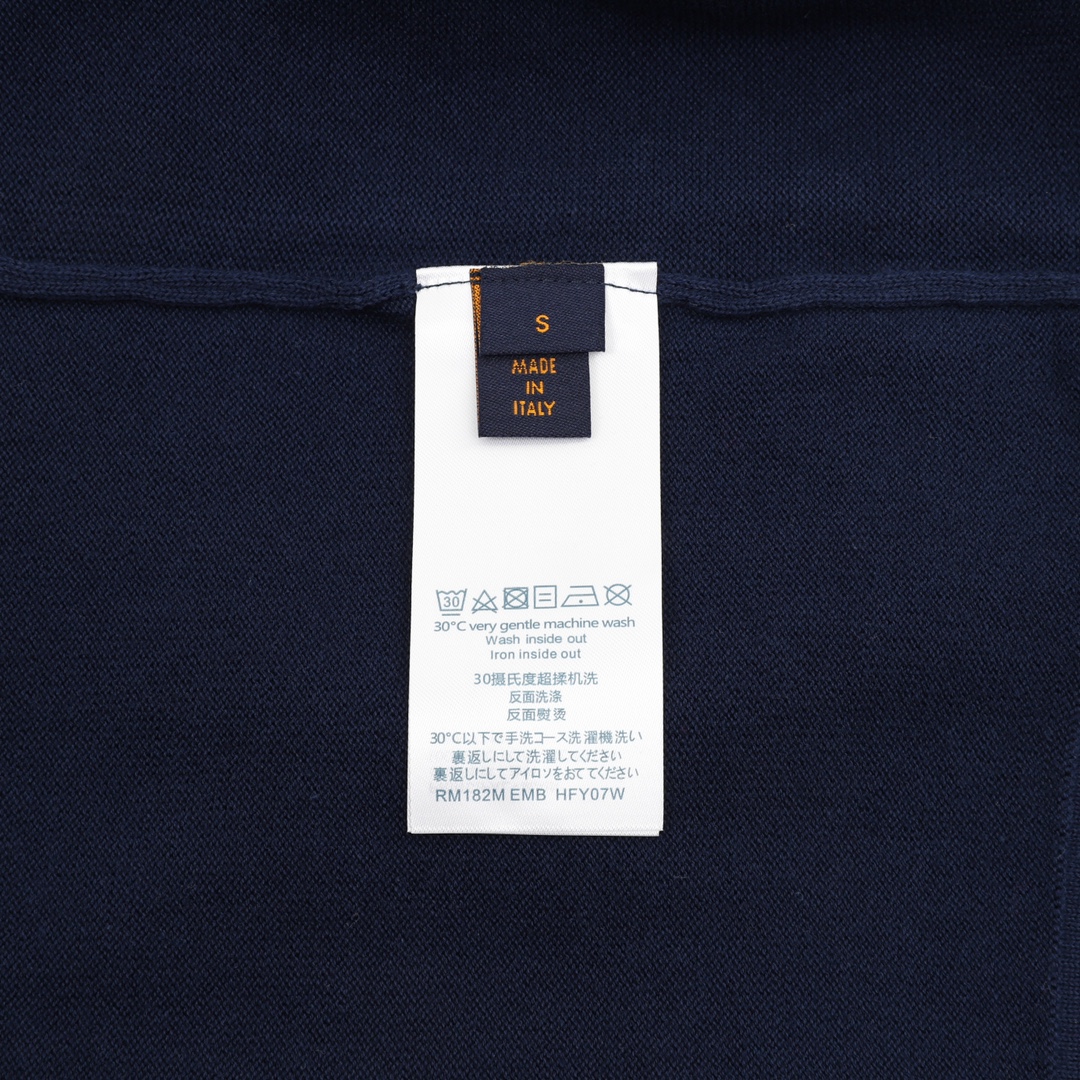 S
MADE
IN
ITALY
30
30°C very gentle machine wash
Wash inside out
Iron inside out
30摄氏度超揉机洗
反面洗涤
反面熨烫
30°C以下で手洗コース洗濯機洗い
裏返しにして洗濯してください
裏返しにしてアイロソをおててください
RM182M EMB HFY07W